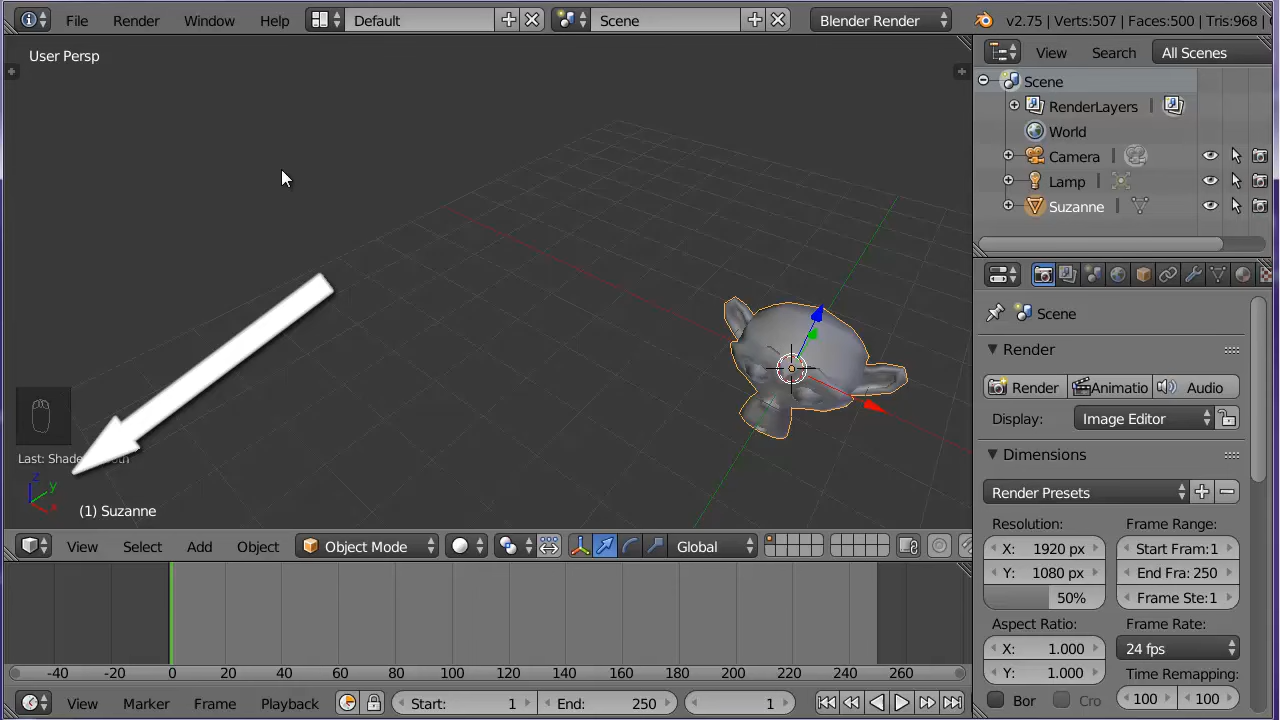 File Render Window Help Default Scene Blender Render v2.75 | Verts:507 | Faces:500 | Tris:968 |
User Persp
View Search All Scenes
Scene
RenderLayers
World
Camera
Lamp
Suzanne
Scene
Render
Render Animatio Audio
Display: Image Editor
Dimensions
Render Presets
Resolution: Frame Range:
X: 1920 px Start Fram:1
Y: 1080 px End Fra: 250
50% Frame Ste:1
Aspect Ratio: Frame Rate:
X: 1.000 24 fps
Y: 1.000 Time Remapping:
Bor Cro 100 100
z
y
x
(1) Suzanne
View Select Add Object Object Mode Global
-40 -20 0 20 40 60 80 100 120 140 160 180 200 220 240 260
View Marker Frame Playback Start: 1 End: 250 1